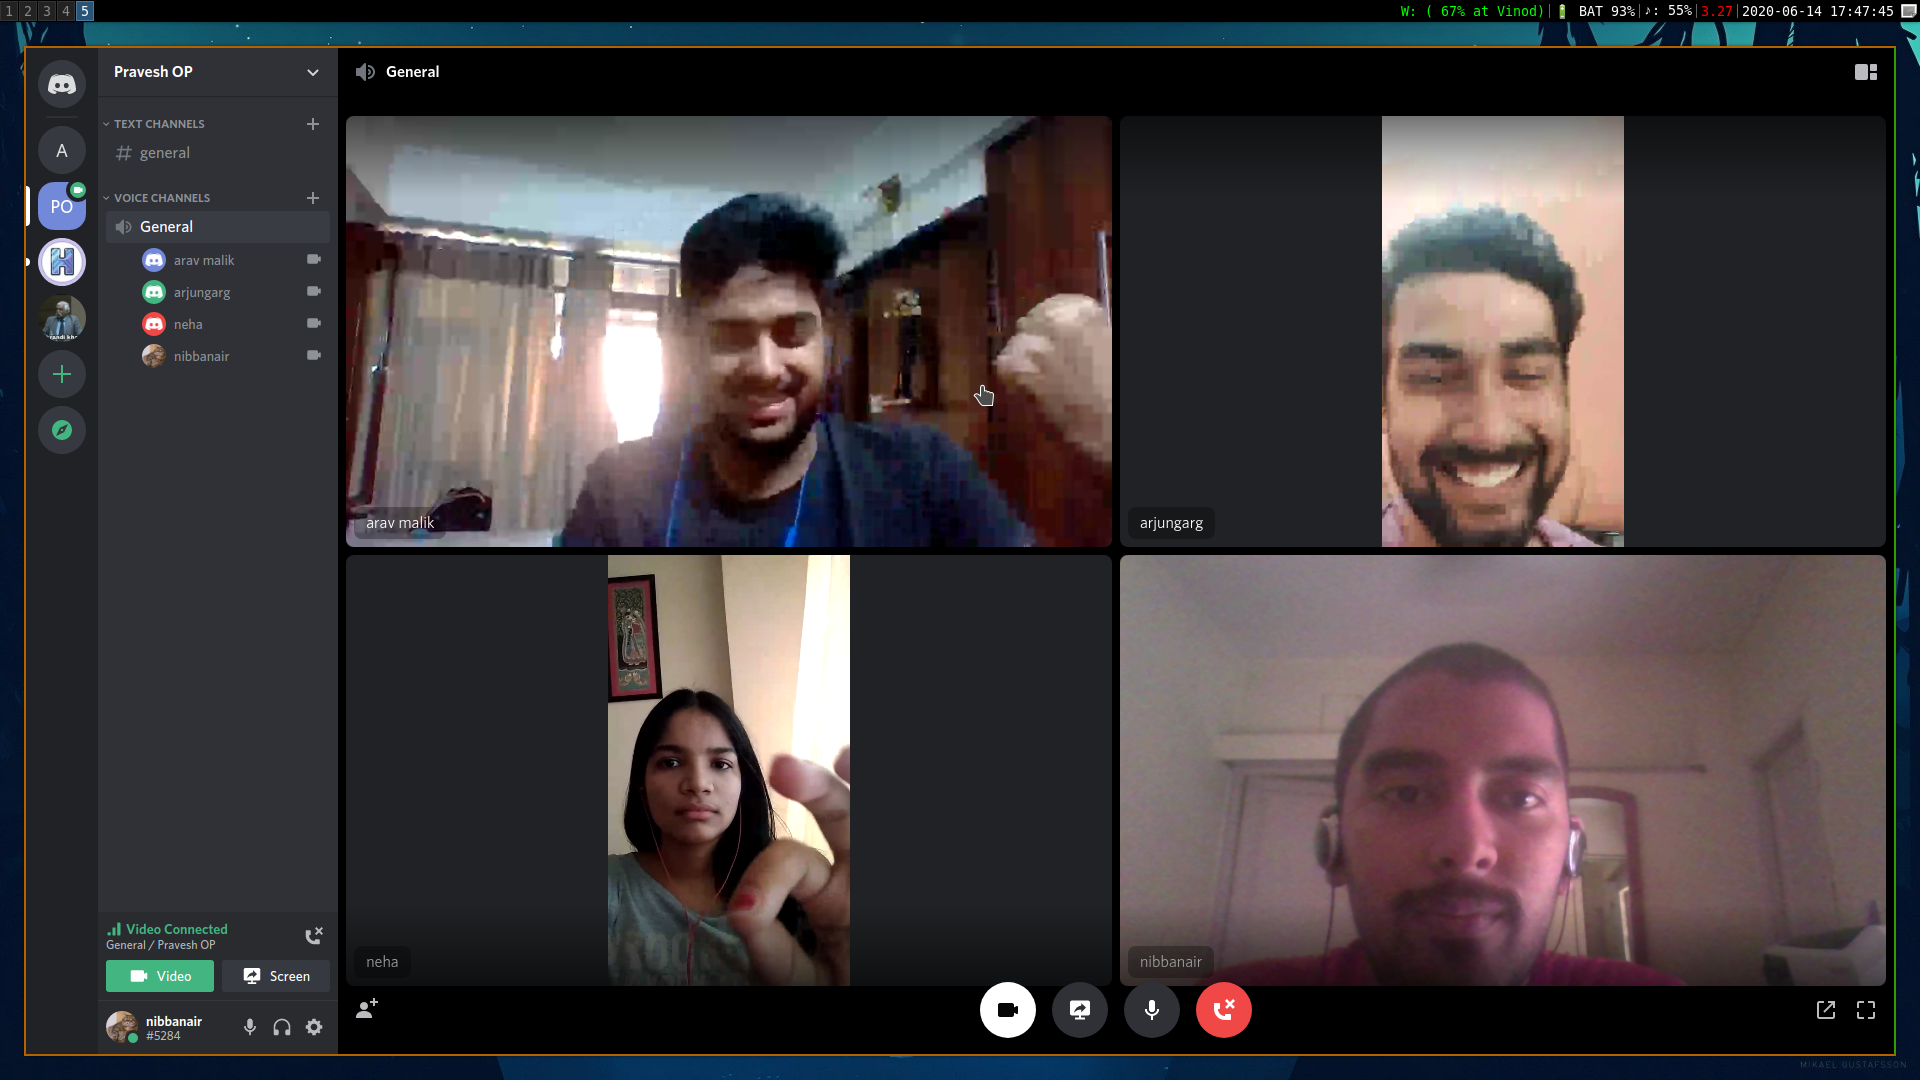 1 2 3 4 5
W: ( 67% at Vinod) BAT 93% ♪: 55% 3.27 2020-06-14 17:47:45
Pravesh OP
General
TEXT CHANNELS
A
general
VOICE CHANNELS
PO
General
arav malik
arjungarg
neha
nibbanair
arav malik
arjungarg
neha
nibbanair
Video Connected
General / Pravesh OP
Video
Screen
nibbanair
#5284
MIKAEL GUSTAFSSON